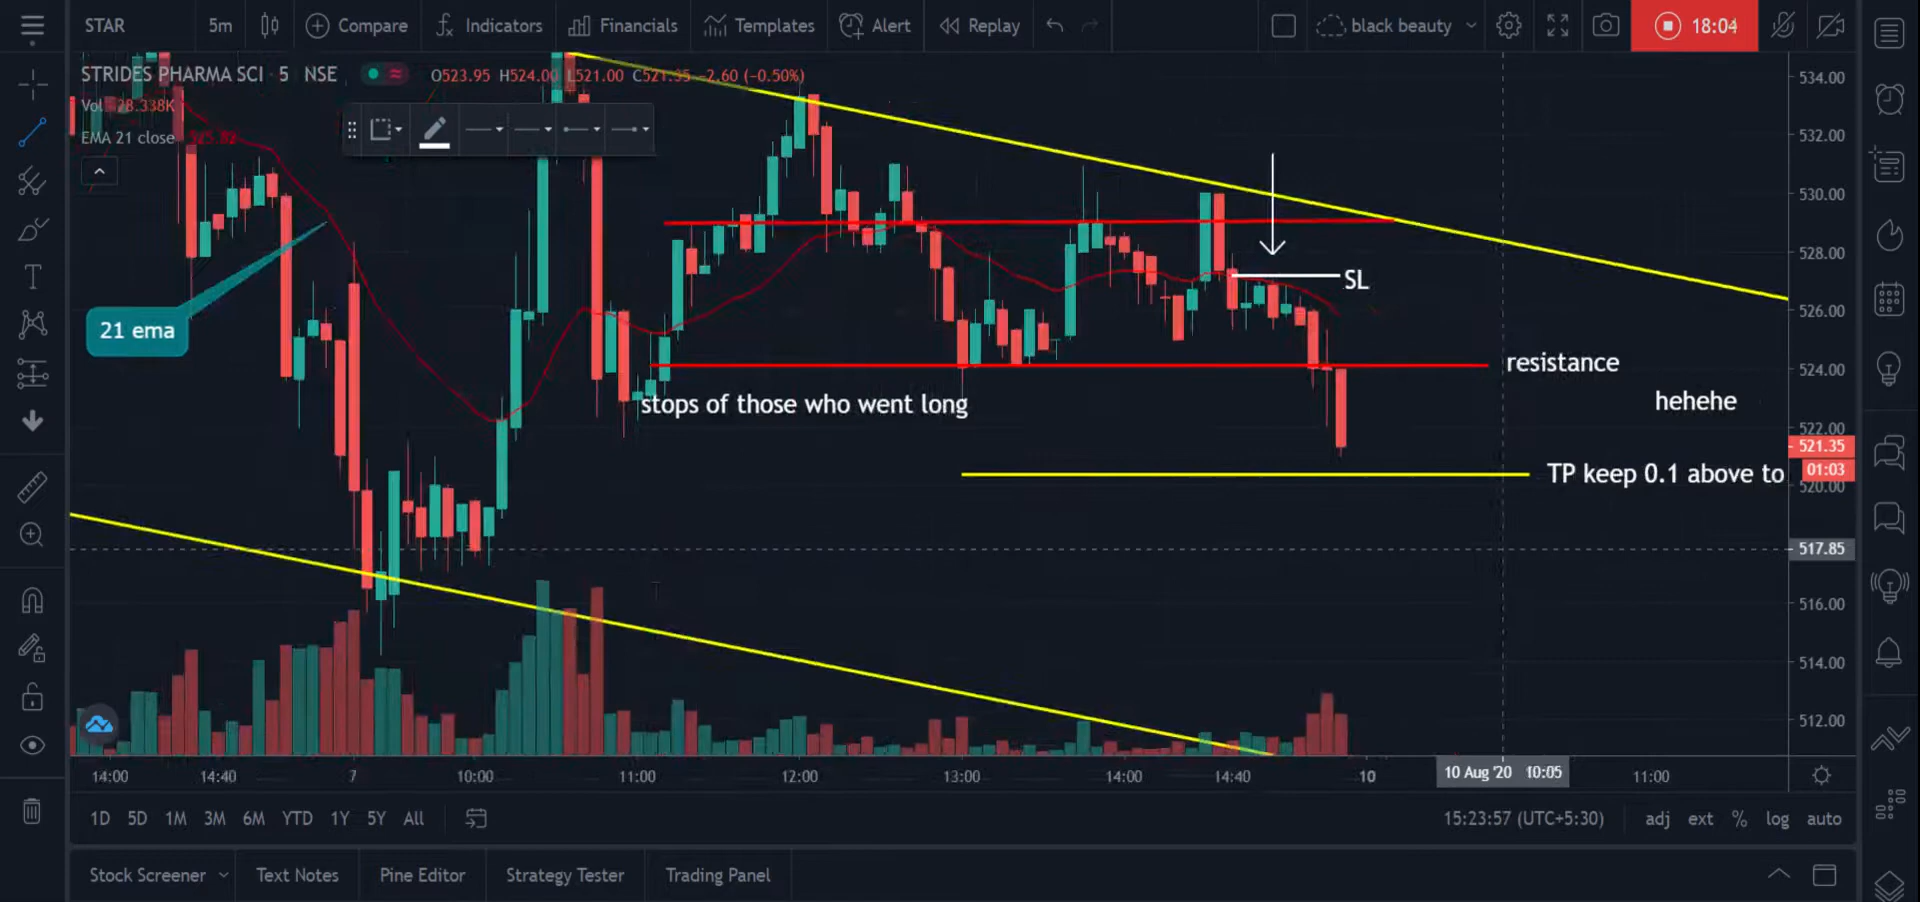 STAR 5m Compare Indicators Financials Templates Alert Replay black beauty 18:04
STRIDES PHARMA SCI · 5 NSE O523.95 H524.00 L521.00 C521.35 −2.60 (−0.50%)
Vol 28.338K
EMA 21 close 525.82
21 ema
SL
resistance
hehehe
stops of those who went long
TP keep 0.1 above to
534.00
532.00
530.00
528.00
526.00
524.00
522.00
521.35
01:03
520.00
517.85
516.00
514.00
512.00
14:00 14:40 7 10:00 11:00 12:00 13:00 14:00 14:40 10 10 Aug '20 10:05 11:00
1D 5D 1M 3M 6M YTD 1Y 5Y All 15:23:57 (UTC+5:30) adj ext % log auto
Stock Screener Text Notes Pine Editor Strategy Tester Trading Panel